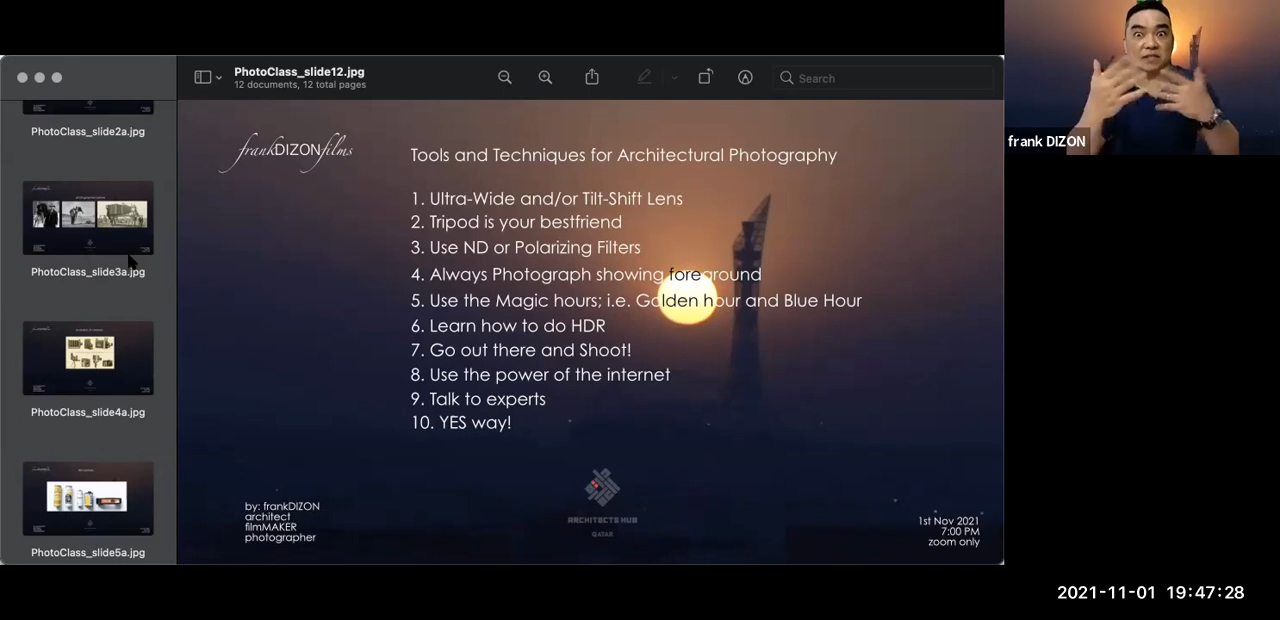 PhotoClass_slide12.jpg
12 documents, 12 total pages
Search
frank DIZON
PhotoClass_slide2a.jpg
PhotoClass_slide3a.jpg
PhotoClass_slide4a.jpg
PhotoClass_slide5a.jpg
frankDIZONfilms
Tools and Techniques for Architectural Photography
1. Ultra-Wide and/or Tilt-Shift Lens
2. Tripod is your bestfriend
3. Use ND or Polarizing Filters
4. Always Photograph showing foreground
5. Use the Magic hours; i.e. Golden hour and Blue Hour
6. Learn how to do HDR
7. Go out there and Shoot!
8. Use the power of the internet
9. Talk to experts
10. YES way!
by: frankDIZON
architect
filmMAKER
photographer
ARCHITECTS HUB
QATAR
1st Nov 2021
7:00 PM
zoom only
2021-11-01 19:47:28